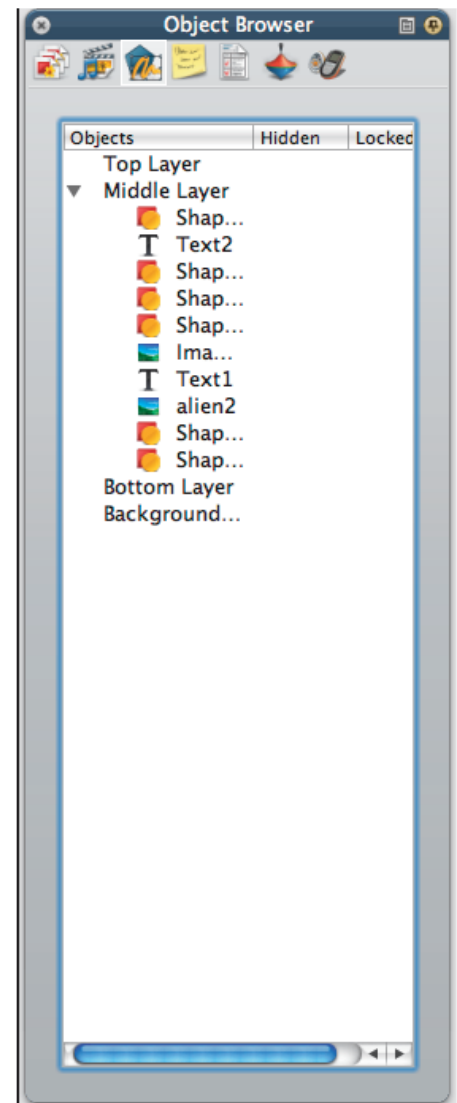 Object Browser
Objects Hidden Locked
Top Layer
Middle Layer
Shap...
T Text2
Shap...
Shap...
Shap...
Ima...
T Text1
alien2
Shap...
Shap...
Bottom Layer
Background...